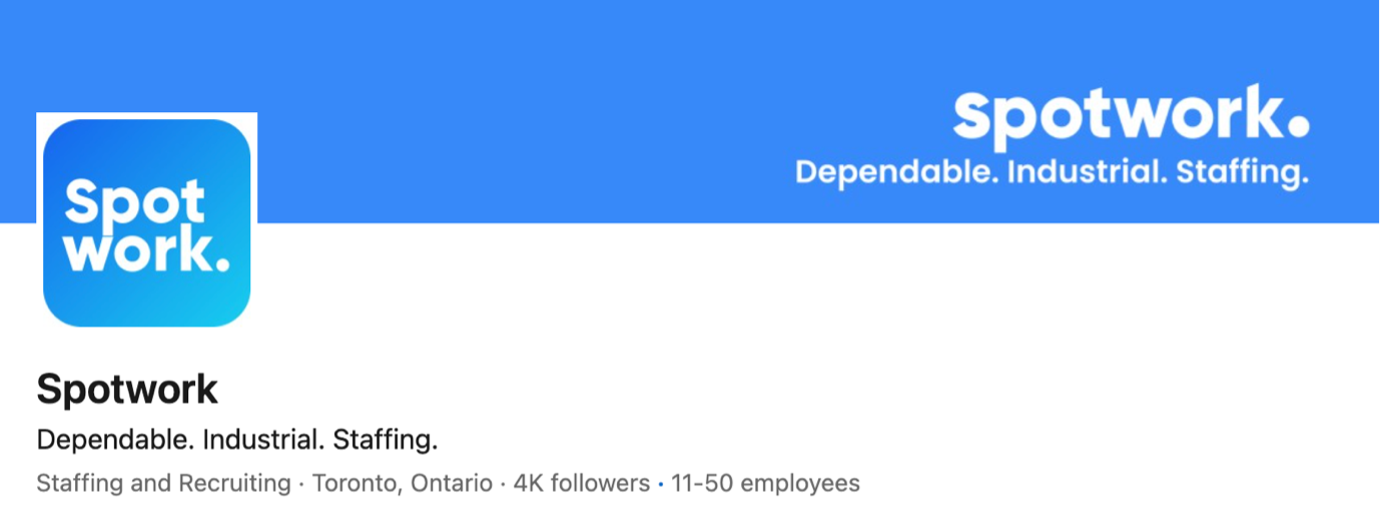 spotwork.
Dependable. Industrial. Staffing.
Spot
work.
Spotwork
Dependable. Industrial. Staffing.
Staffing and Recruiting · Toronto, Ontario · 4K followers · 11-50 employees